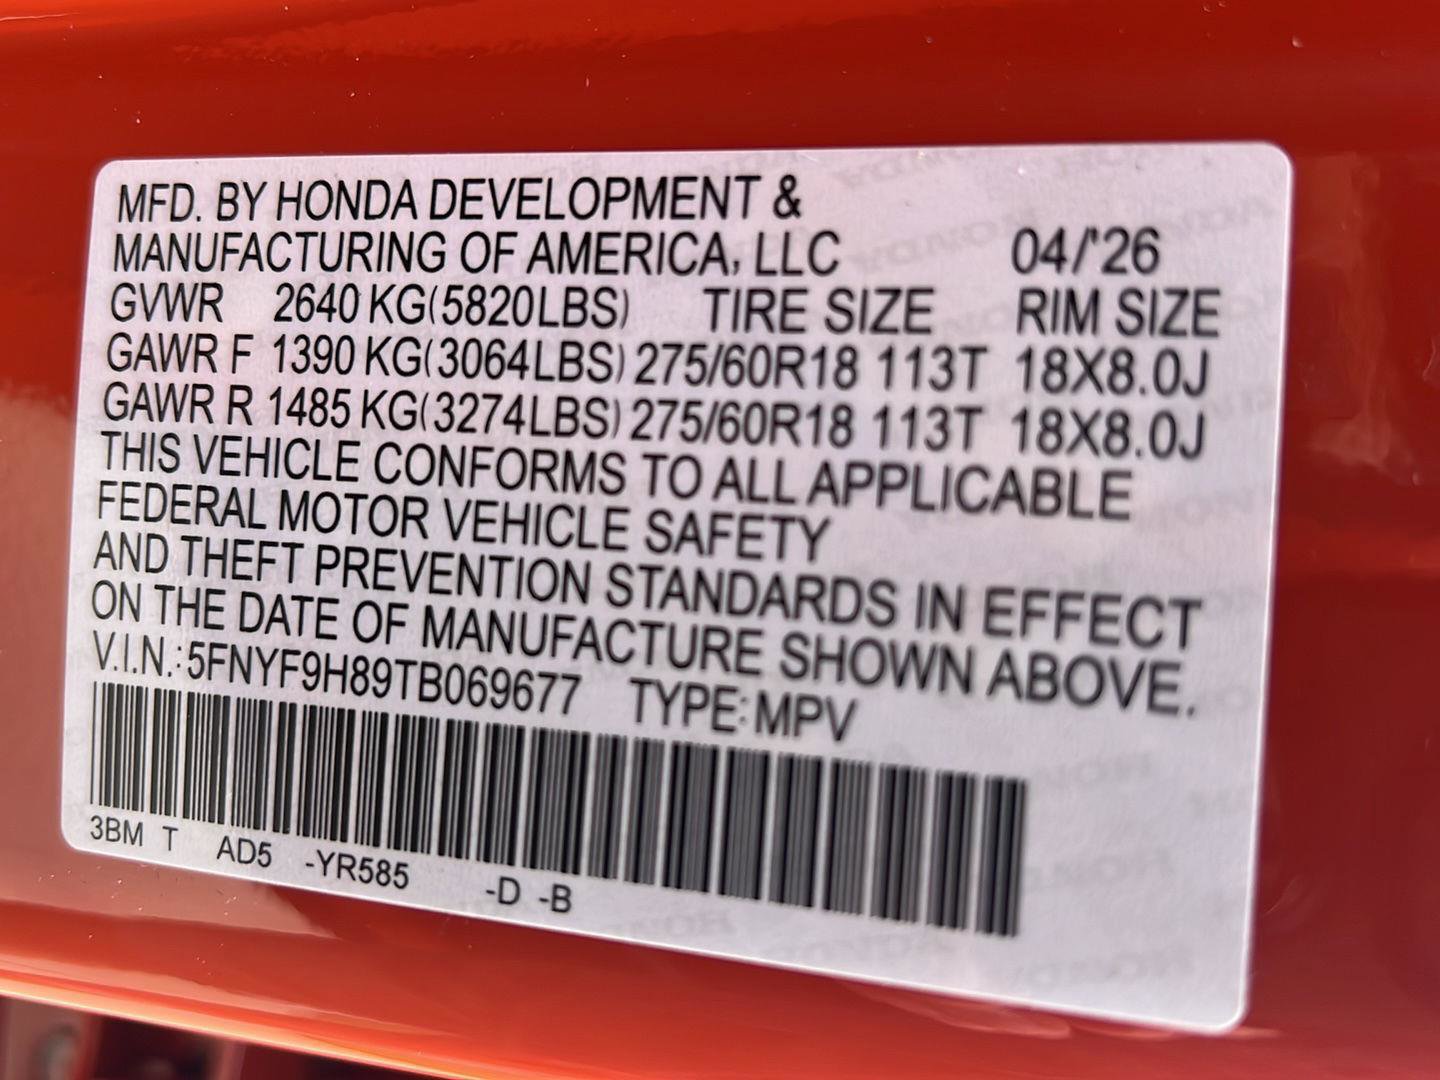 MFD. BY HONDA DEVELOPMENT &
MANUFACTURING OF AMERICA, LLC 04/'26
GVWR 2640 KG(5820LBS) TIRE SIZE RIM SIZE
GAWR F 1390 KG(3064LBS) 275/60R18 113T 18X8.0J
GAWR R 1485 KG(3274LBS) 275/60R18 113T 18X8.0J
THIS VEHICLE CONFORMS TO ALL APPLICABLE
FEDERAL MOTOR VEHICLE SAFETY
AND THEFT PREVENTION STANDARDS IN EFFECT
ON THE DATE OF MANUFACTURE SHOWN ABOVE.
V.I.N.:5FNYF9H89TB069677 TYPE:MPV
3BM T AD5 -YR585 -D -B